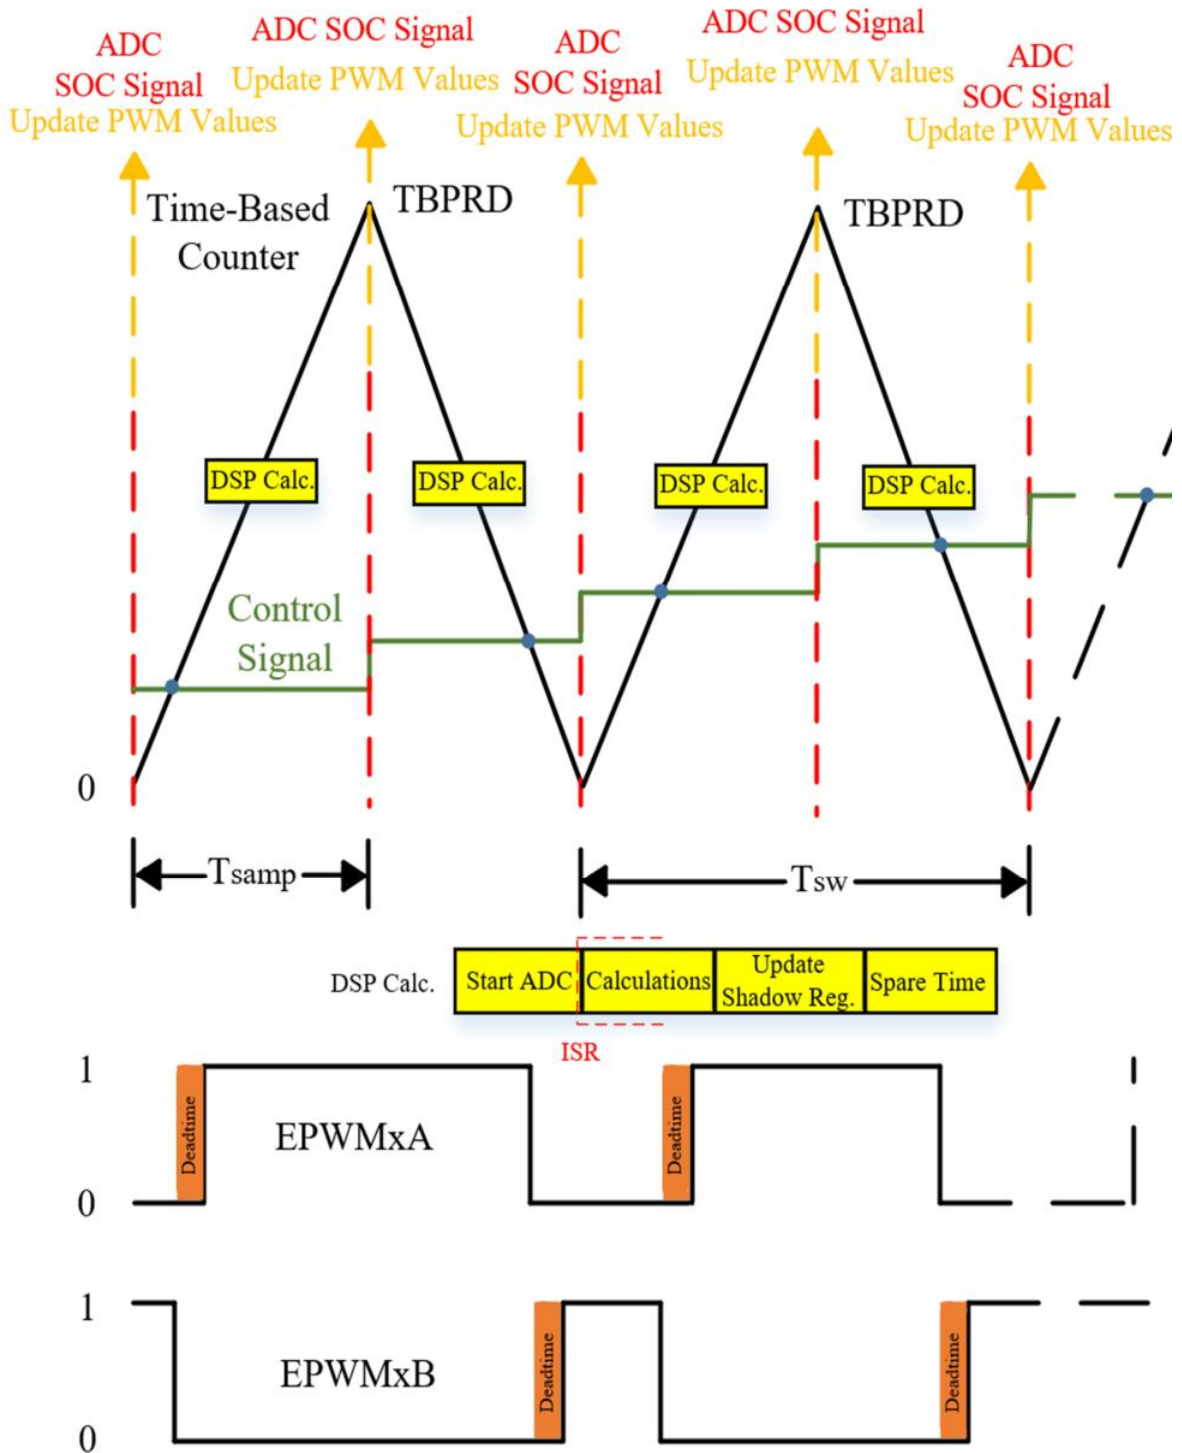 ADC
SOC Signal
Update PWM Values
ADC SOC Signal
Update PWM Values
ADC
SOC Signal
Update PWM Values
ADC SOC Signal
Update PWM Values
ADC
SOC Signal
Update PWM Values
Time-Based
Counter
TBPRD
TBPRD
DSP Calc.
DSP Calc.
DSP Calc.
DSP Calc.
Control
Signal
0
Tsamp
Tsw
DSP Calc.
Start ADC
Calculations
Update
Shadow Reg.
Spare Time
ISR
1
Deadtime
EPWMxA
Deadtime
0
1
EPWMxB
Deadtime
Deadtime
0